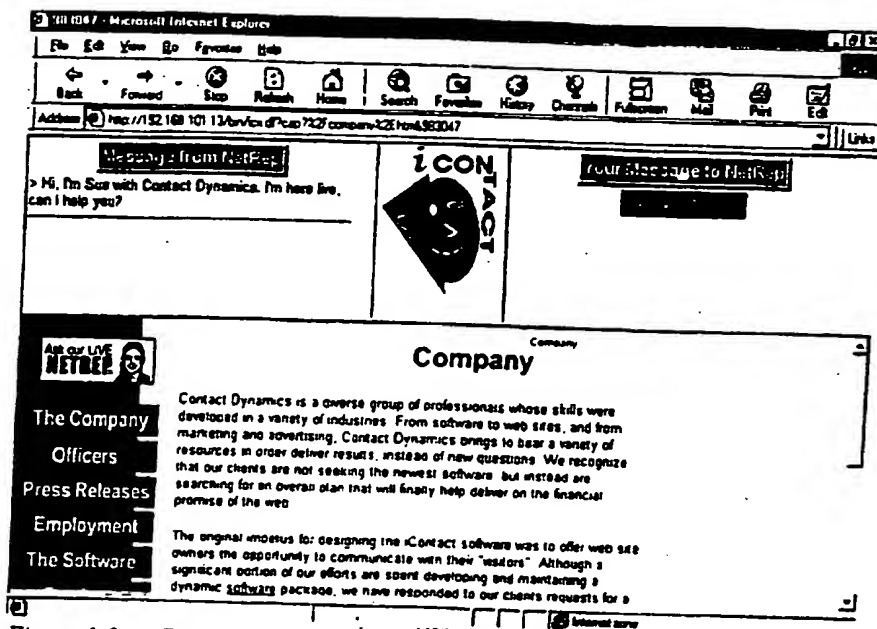 - Microsoft Internet Explorer
File Edit View Go Favorites Help
Back Forward Stop Refresh Home Search Favorites History Channels Fullscreen Mail Print Edit
Address Links
Message from NetRep
> Hi, I'm Sue with Contact Dynamics. I'm here live,
can I help you?
iCONTACT
Your Message to NetRep
Ask our LIVE
NETREP
The Company
Officers
Press Releases
Employment
The Software
Company
Company
Contact Dynamics is a diverse group of professionals whose skills were
developed in a variety of industries. From software to web sites, and from
marketing and advertising, Contact Dynamics brings to bear a variety of
resources in order deliver results, instead of new questions. We recognize
that our clients are not seeking the newest software, but instead are
searching for an overall plan that will finally help deliver on the financial
promise of the web
The original impetus for designing the iContact software was to offer web site
owners the opportunity to communicate with their "visitors". Although a
significant portion of our efforts are spent developing and maintaining a
dynamic software package, we have responded to our clients requests for a
Internet zone